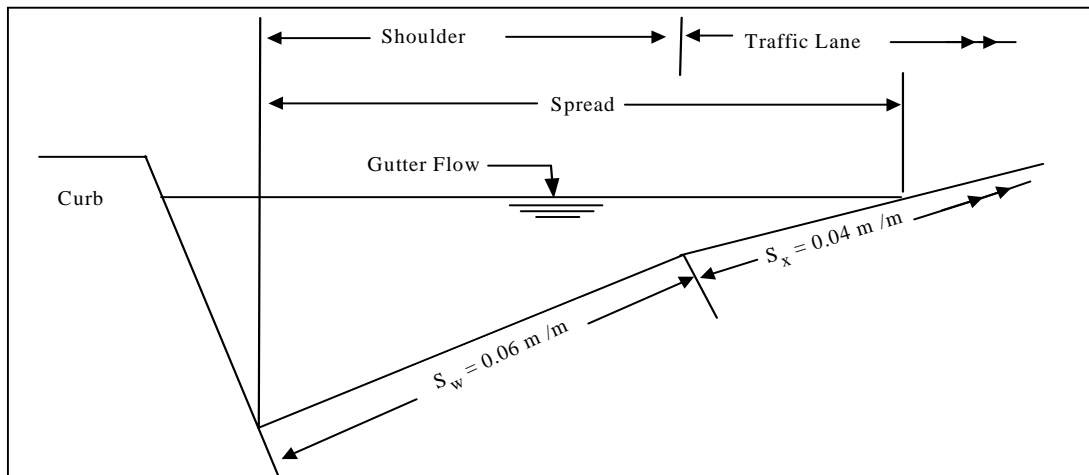 Shoulder
Traffic Lane
Spread
Gutter Flow
Curb
S_x = 0.04 m /m
S_w = 0.06 m /m